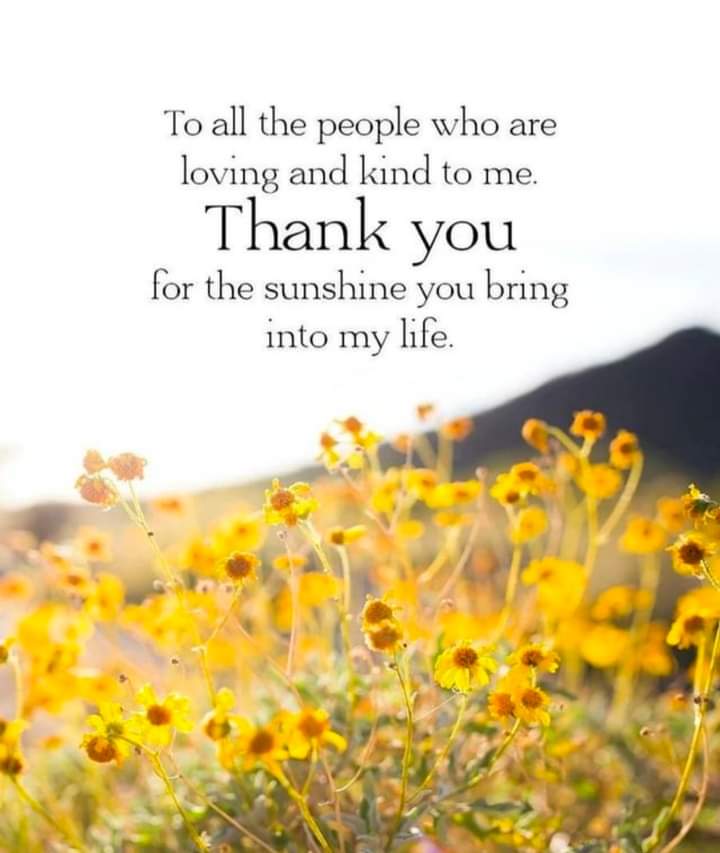 To all the people who are
loving and kind to me.
Thank you
for the sunshine you bring
into my life.